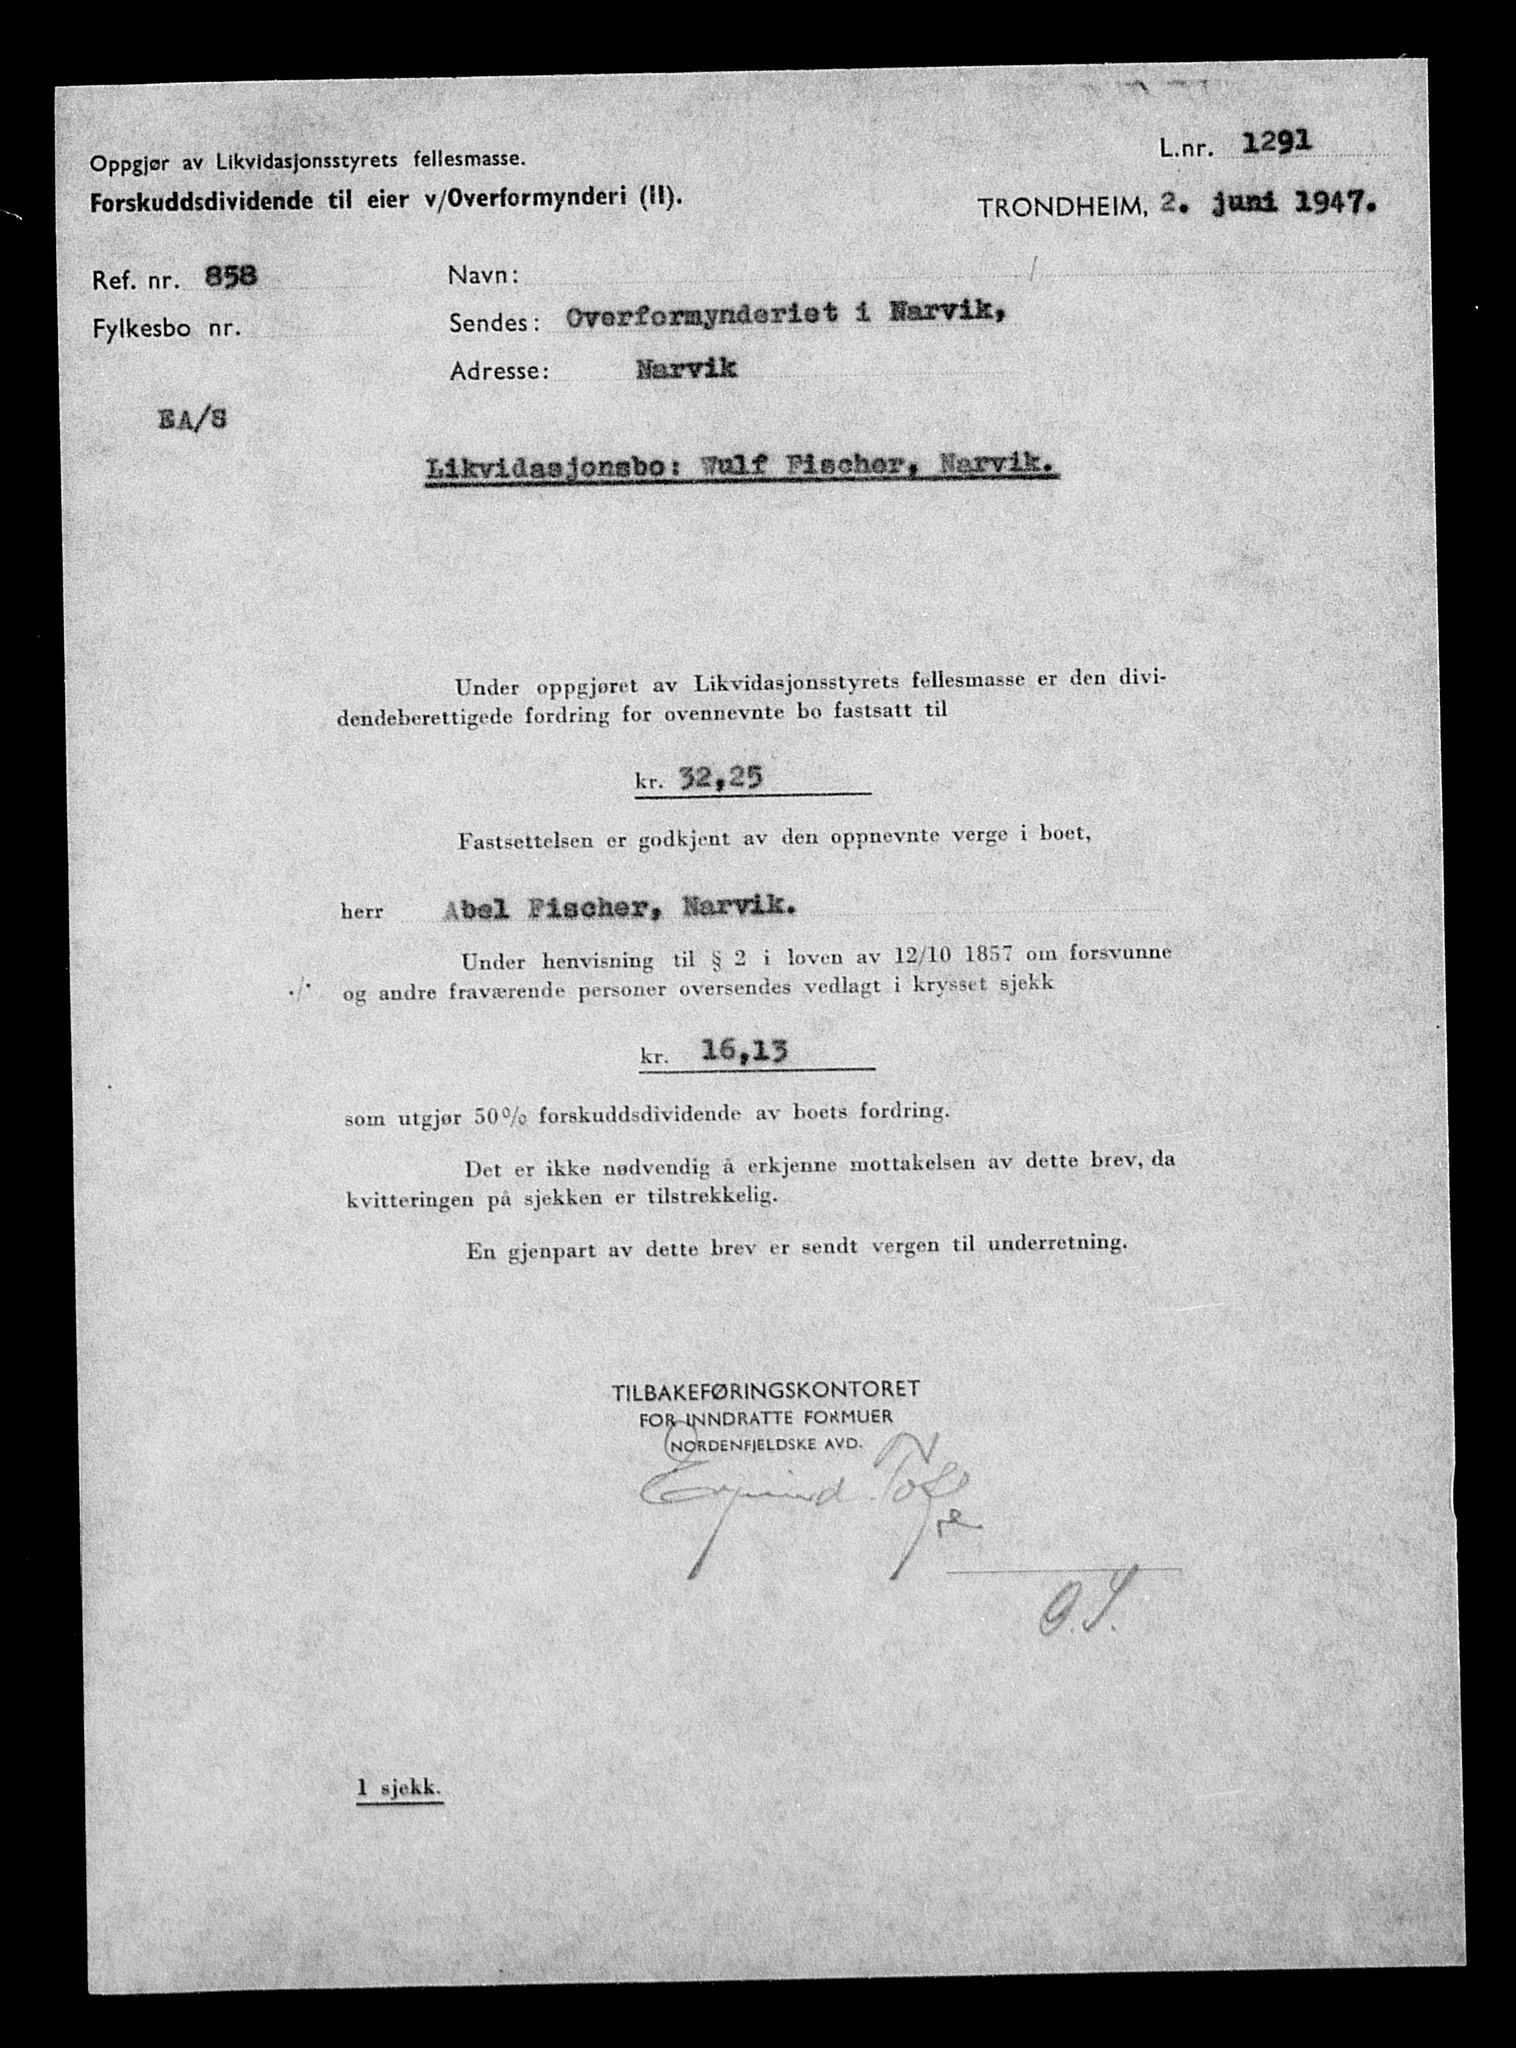 L.nr. 1291
Oppgjør av Likvidasjonsstyrets fellesmasse.
Forskuddsdividende til eier v/Overformynderi (II).
TRONDHEIM, 2. juni 1947.
Ref. nr. 858
Navn:
Fylkesbo nr.
Sendes: Overformynderiet i Narvik,
Adresse: Narvik
EA/S
Likvidasjonsbo: Wulf Fischer, Narvik.
Under oppgjøret av Likvidasjonsstyrets fellesmasse er den divi-
dendeberettigede fordring for ovennevnte bo fastsatt til
kr. 32,25
Fastsettelsen er godkjent av den oppnevnte verge i boet,
herr Abel Fischer, Narvik.
Under henvisning til § 2 i loven av 12/10 1857 om forsvunne
./. og andre fraværende personer oversendes vedlagt i krysset sjekk
kr. 16,13
som utgjør 50% forskuddsdividende av boets fordring.
Det er ikke nødvendig å erkjenne mottakelsen av dette brev, da
kvitteringen på sjekken er tilstrekkelig.
En gjenpart av dette brev er sendt vergen til underretning.
TILBAKEFØRINGSKONTORET
FOR INNDRATTE FORMUER
NORDENFJELDSKE AVD.
1 sjekk.